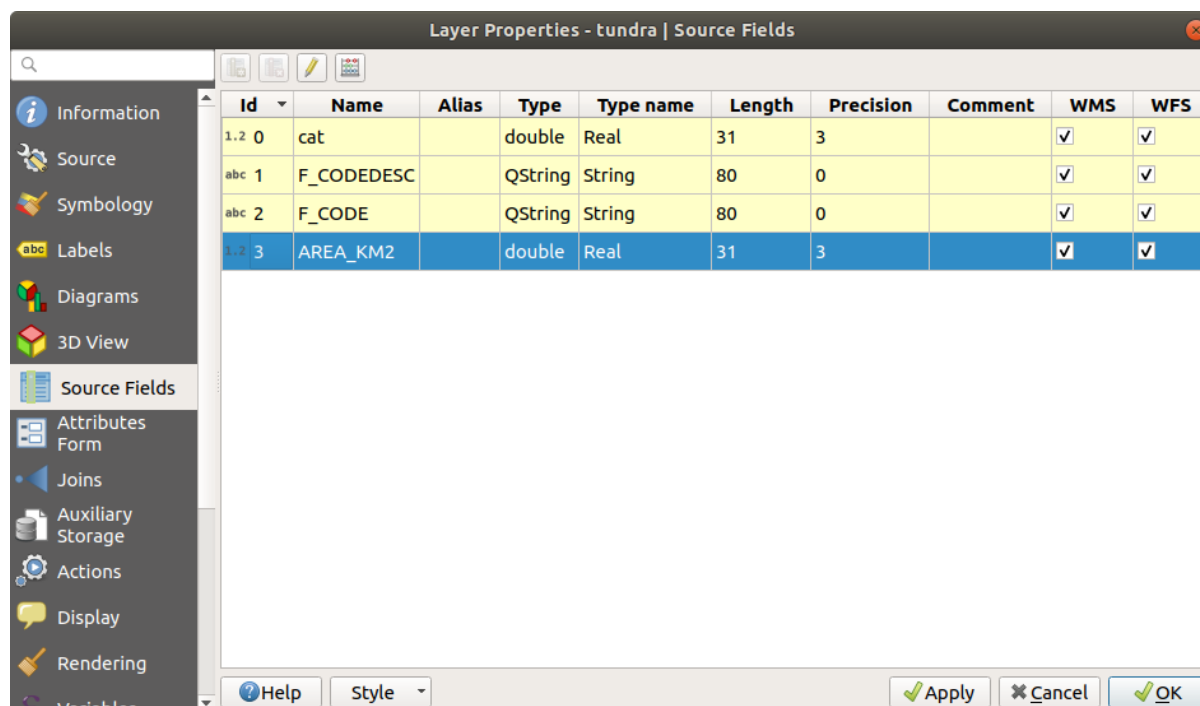 Layer Properties - tundra | Source Fields
Information
Source
Symbology
abc Labels
Diagrams
3D View
Source Fields
Attributes
Form
Joins
Auxiliary
Storage
Actions
Display
Rendering
Variables
Id Name Alias Type Type name Length Precision Comment WMS WFS
1.2 0 cat double Real 31 3
abc 1 F_CODEDESC QString String 80 0
abc 2 F_CODE QString String 80 0
1.2 3 AREA_KM2 double Real 31 3
Help Style Apply Cancel OK